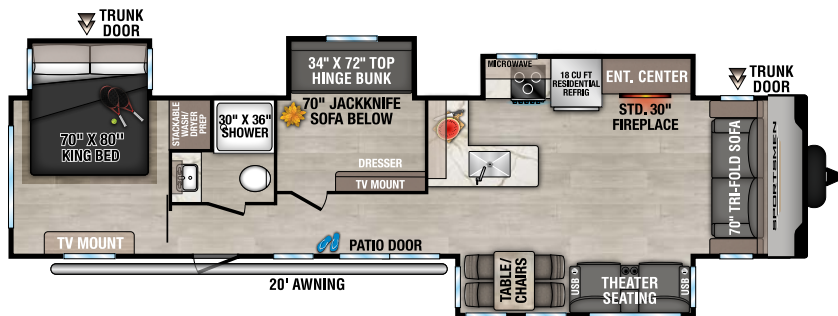 TRUNK
DOOR
34" X 72" TOP
HINGE BUNK
MICROWAVE
18 CU FT
RESIDENTIAL
REFRIG
ENT. CENTER
TRUNK
DOOR
70" X 80"
KING BED
STACKABLE
WASH/
DRYER
PREP
30" X 36"
SHOWER
70" JACKKNIFE
SOFA BELOW
STD. 30"
FIREPLACE
70" TRI-FOLD SOFA
SPORTSMEN
DRESSER
TV MOUNT
TV MOUNT
PATIO DOOR
20' AWNING
TABLE/
CHAIRS
USB
THEATER
SEATING
USB